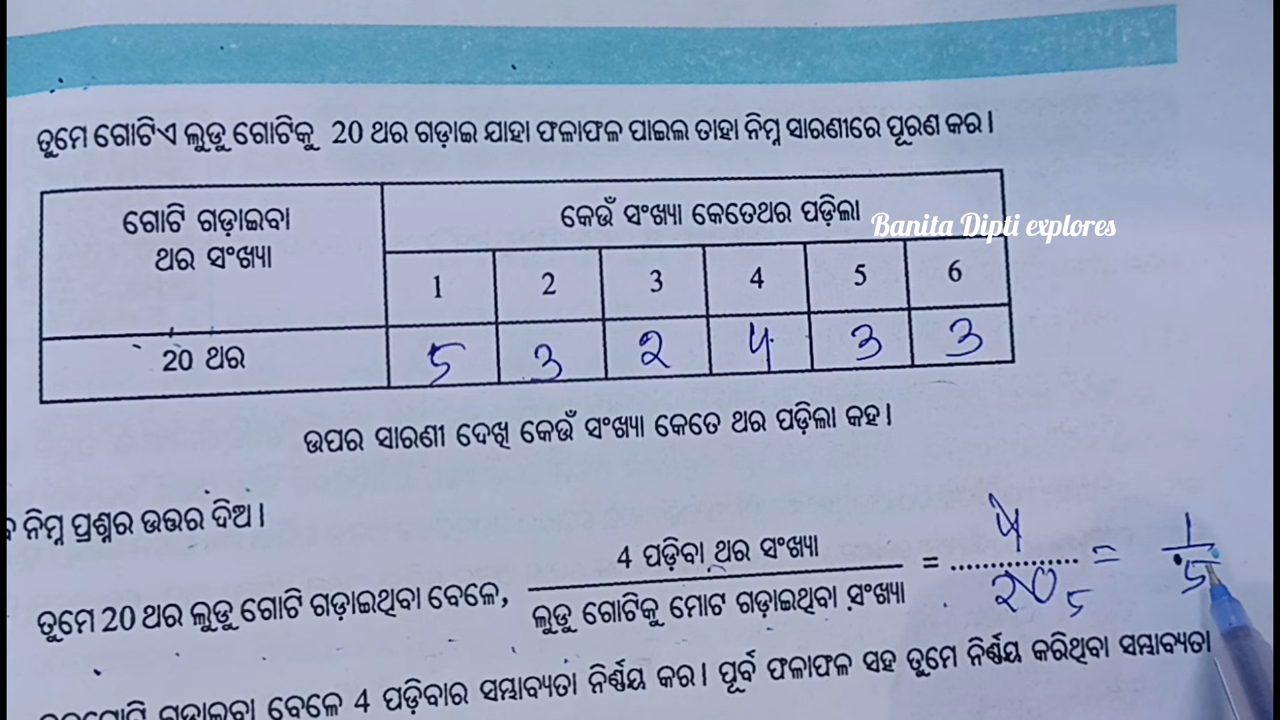 ତୁମେ ଗୋଟିଏ ଲୁଡୁ ଗୋଟିକୁ 20 ଥର ଗଡ଼ାଇ ଯାହା ଫଳାଫଳ ପାଇଲ ତାହା ନିମ୍ନ ସାରଣୀରେ ପୂରଣ କର।
ଗୋଟି ଗଡ଼ାଇବା
ଥର ସଂଖ୍ୟା
କେଉଁ ସଂଖ୍ୟା କେତେଥର ପଡ଼ିଲା
Banita Dipti explores
1 2 3 4 5 6
20 ଥର 5 3 2 4 3 3
ଉପର ସାରଣୀ ଦେଖି କେଉଁ ସଂଖ୍ୟା କେତେ ଥର ପଡ଼ିଲା କହ।
ନିମ୍ନ ପ୍ରଶ୍ନର ଉତ୍ତର ଦିଅ।
4 ପଡ଼ିବା ଥର ସଂଖ୍ୟା 4 1
ତୁମେ 20 ଥର ଲୁଡୁ ଗୋଟି ଗଡ଼ାଇଥିବା ବେଳେ, = ............... =
ଲୁଡୁ ଗୋଟିକୁ ମୋଟ ଗଡ଼ାଇଥିବା ସଂଖ୍ୟା 20 5 5
ଗଡ଼ାଇବା ବେଳେ 4 ପଡ଼ିବାର ସମ୍ଭାବ୍ୟତା ନିର୍ଣ୍ଣୟ କର। ପୂର୍ବ ଫଳାଫଳ ସହ ତୁମେ ନିର୍ଣ୍ଣୟ କରିଥିବା ସମ୍ଭାବ୍ୟତା